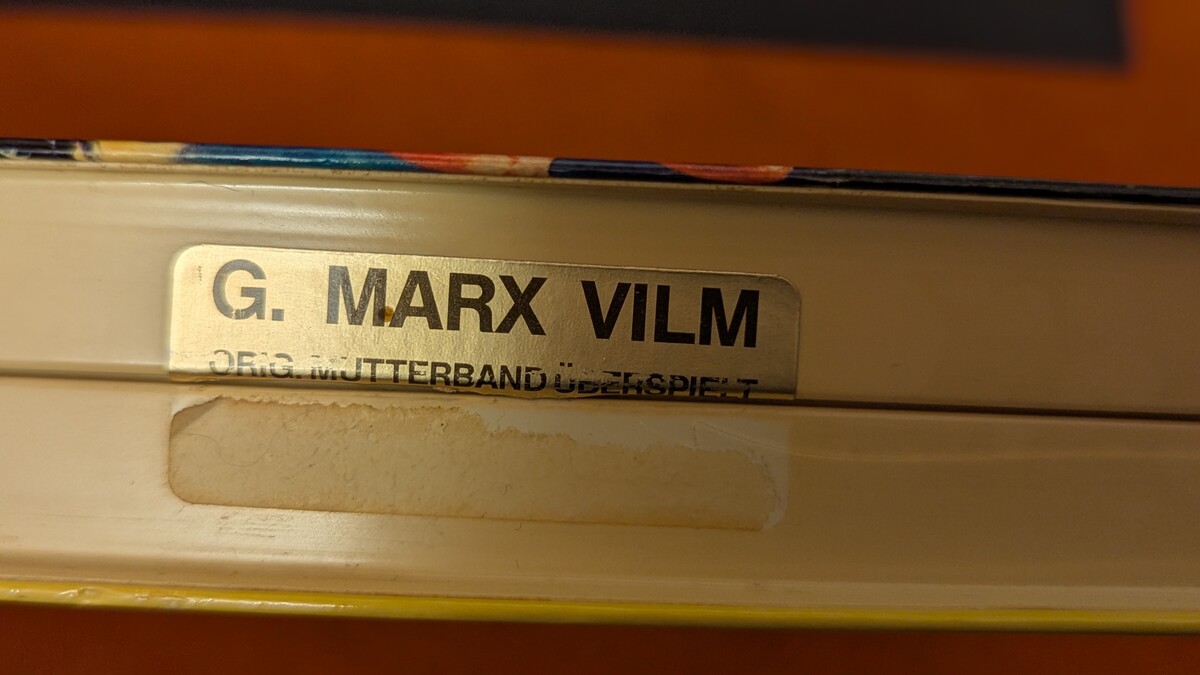 G. MARX VILM
ORIG. MUTTERBAND ÜBERSPIELT